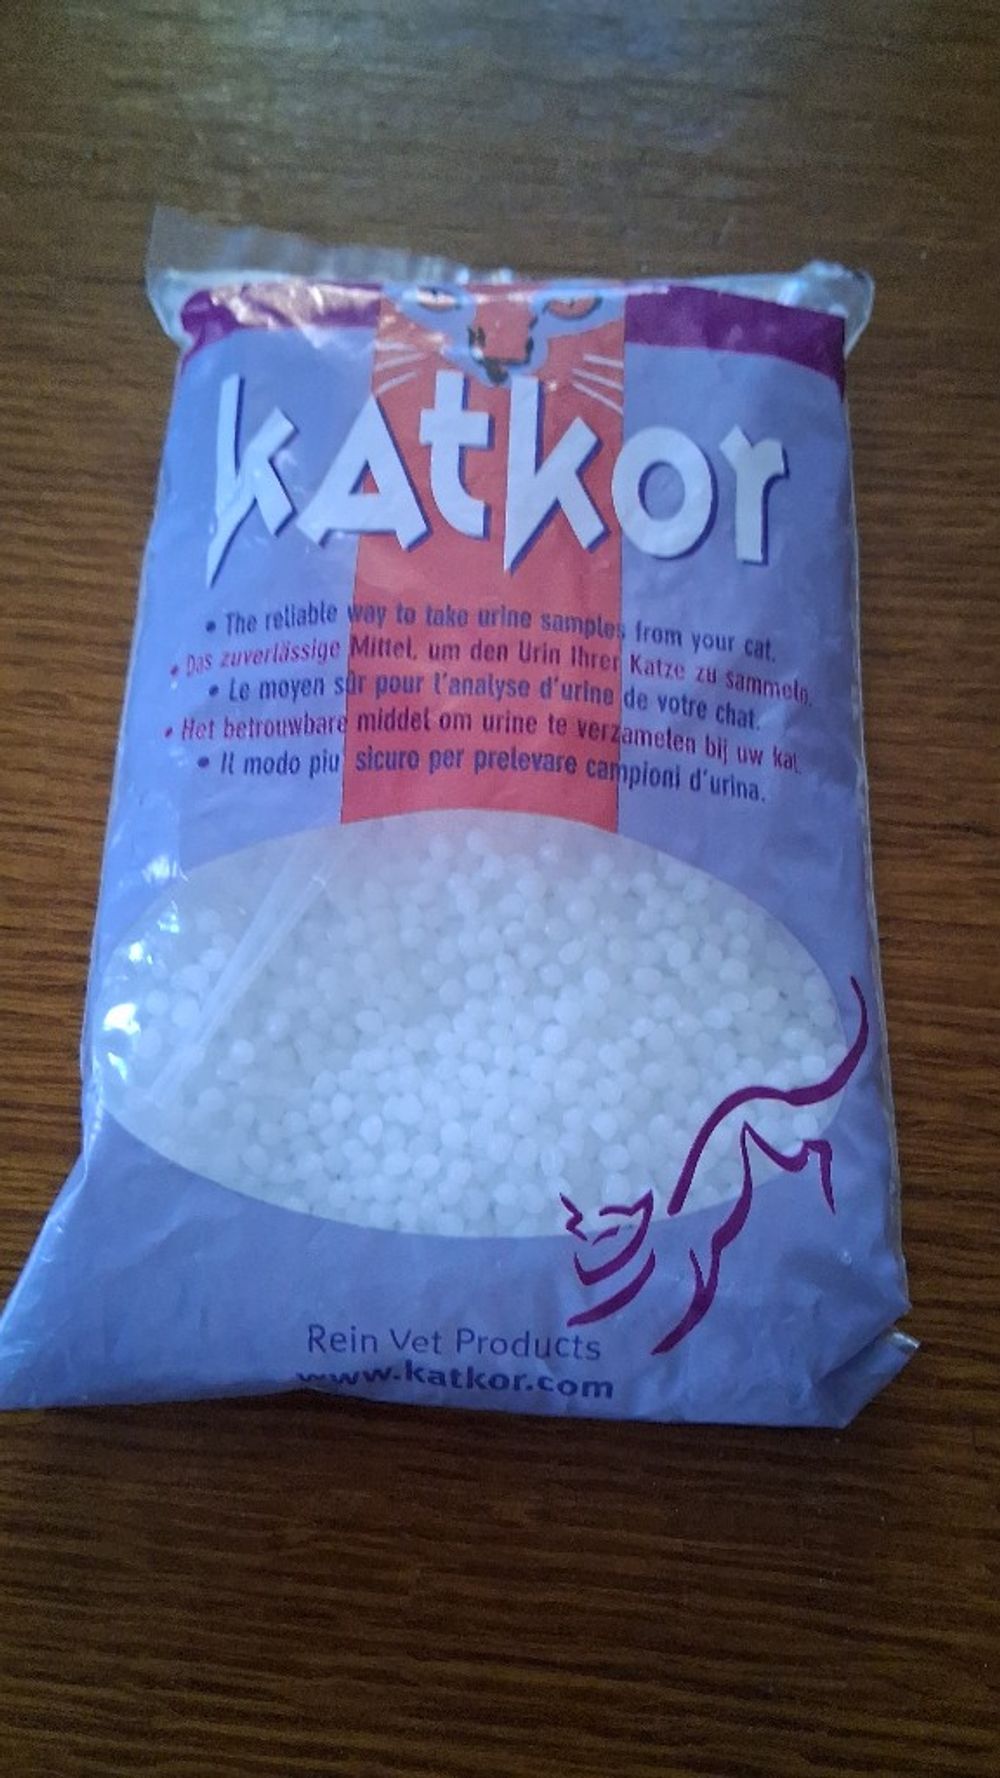 kAtkor
• The reliable way to take urine samples from your cat.
• Das zuverlässige Mittel, um den Urin Ihrer Katze zu sammeln.
• Le moyen sûr pour l'analyse d'urine de votre chat.
• Het betrouwbare middel om urine te verzamelen bij uw kat.
• Il modo piu' sicuro per prelevare campioni d'urina.
Rein Vet Products
www.katkor.com